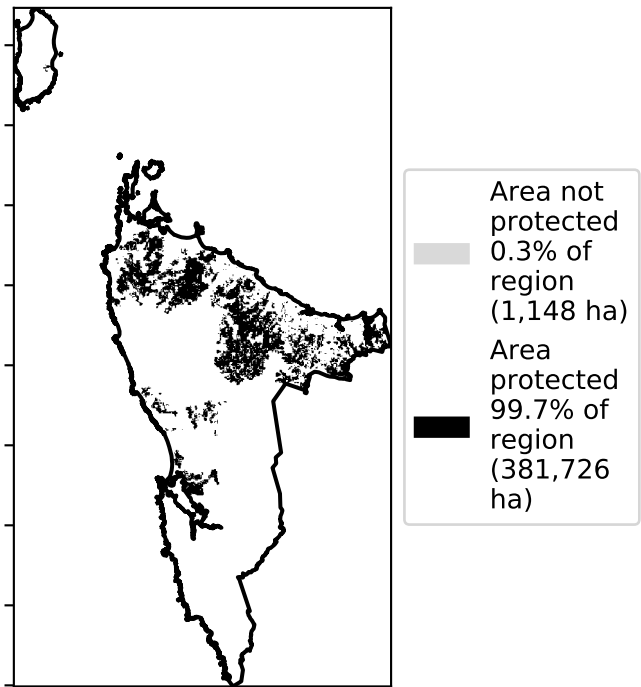 Area not
protected
0.3% of
region
(1,148 ha)
Area
protected
99.7% of
region
(381,726
ha)